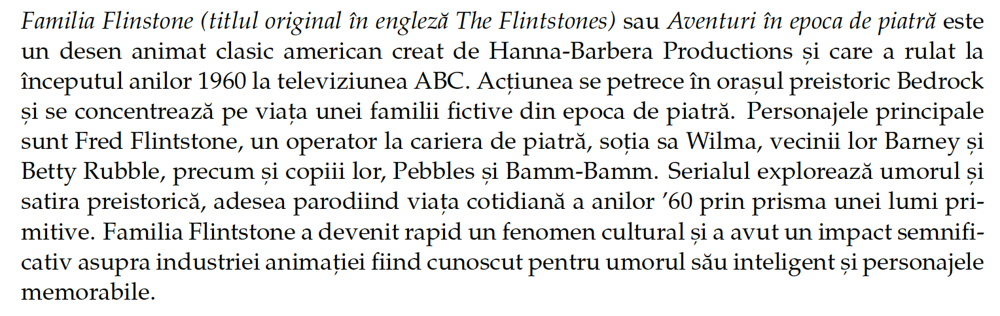 Familia Flinstone (titlul original în engleză The Flintstones) sau Aventuri în epoca de piatră este
un desen animat clasic american creat de Hanna-Barbera Productions și care a rulat la
începutul anilor 1960 la televiziunea ABC. Acțiunea se petrece în orașul preistoric Bedrock
și se concentrează pe viața unei familii fictive din epoca de piatră. Personajele principale
sunt Fred Flintstone, un operator la cariera de piatră, soția sa Wilma, vecinii lor Barney și
Betty Rubble, precum și copiii lor, Pebbles și Bamm-Bamm. Serialul explorează umorul și
satira preistorică, adesea parodiind viața cotidiană a anilor ’60 prin prisma unei lumi pri-
mitive. Familia Flintstone a devenit rapid un fenomen cultural și a avut un impact semnifi-
cativ asupra industriei animației fiind cunoscut pentru umorul său inteligent și personajele
memorabile.